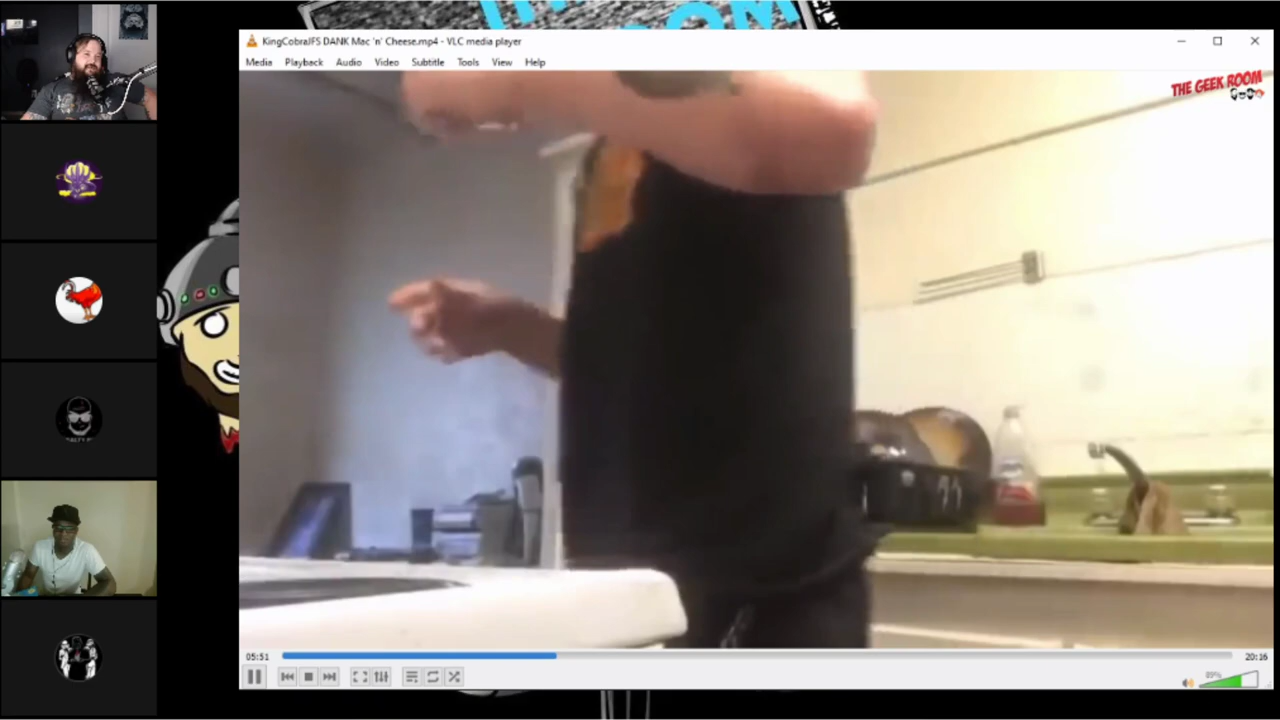 KingCobraJFS DANK Mac 'n' Cheese.mp4 - VLC media player
Media Playback Audio Video Subtitle Tools View Help
THE GEEK ROOM
05:51
20:16